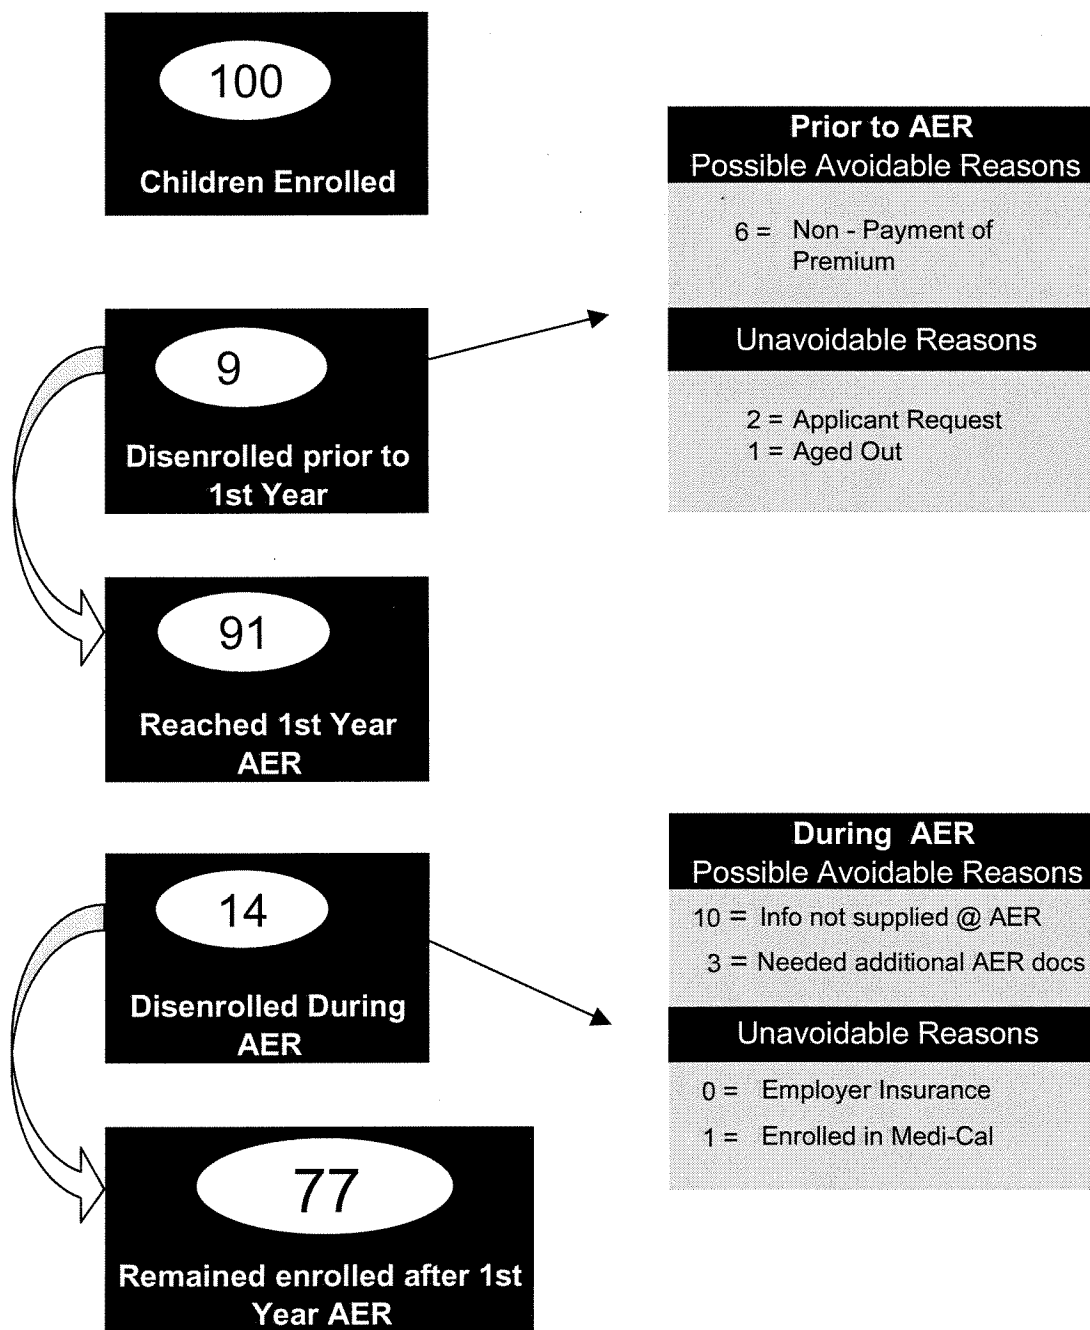 100
Children Enrolled
Prior to AER
Possible Avoidable Reasons
6 = Non - Payment of
Premium
Unavoidable Reasons
2 = Applicant Request
1 = Aged Out
9
Disenrolled prior to
1st Year
91
Reached 1st Year
AER
14
Disenrolled During
AER
During AER
Possible Avoidable Reasons
10 = Info not supplied @ AER
3 = Needed additional AER docs
Unavoidable Reasons
0 = Employer Insurance
1 = Enrolled in Medi-Cal
77
Remained enrolled after 1st
Year AER